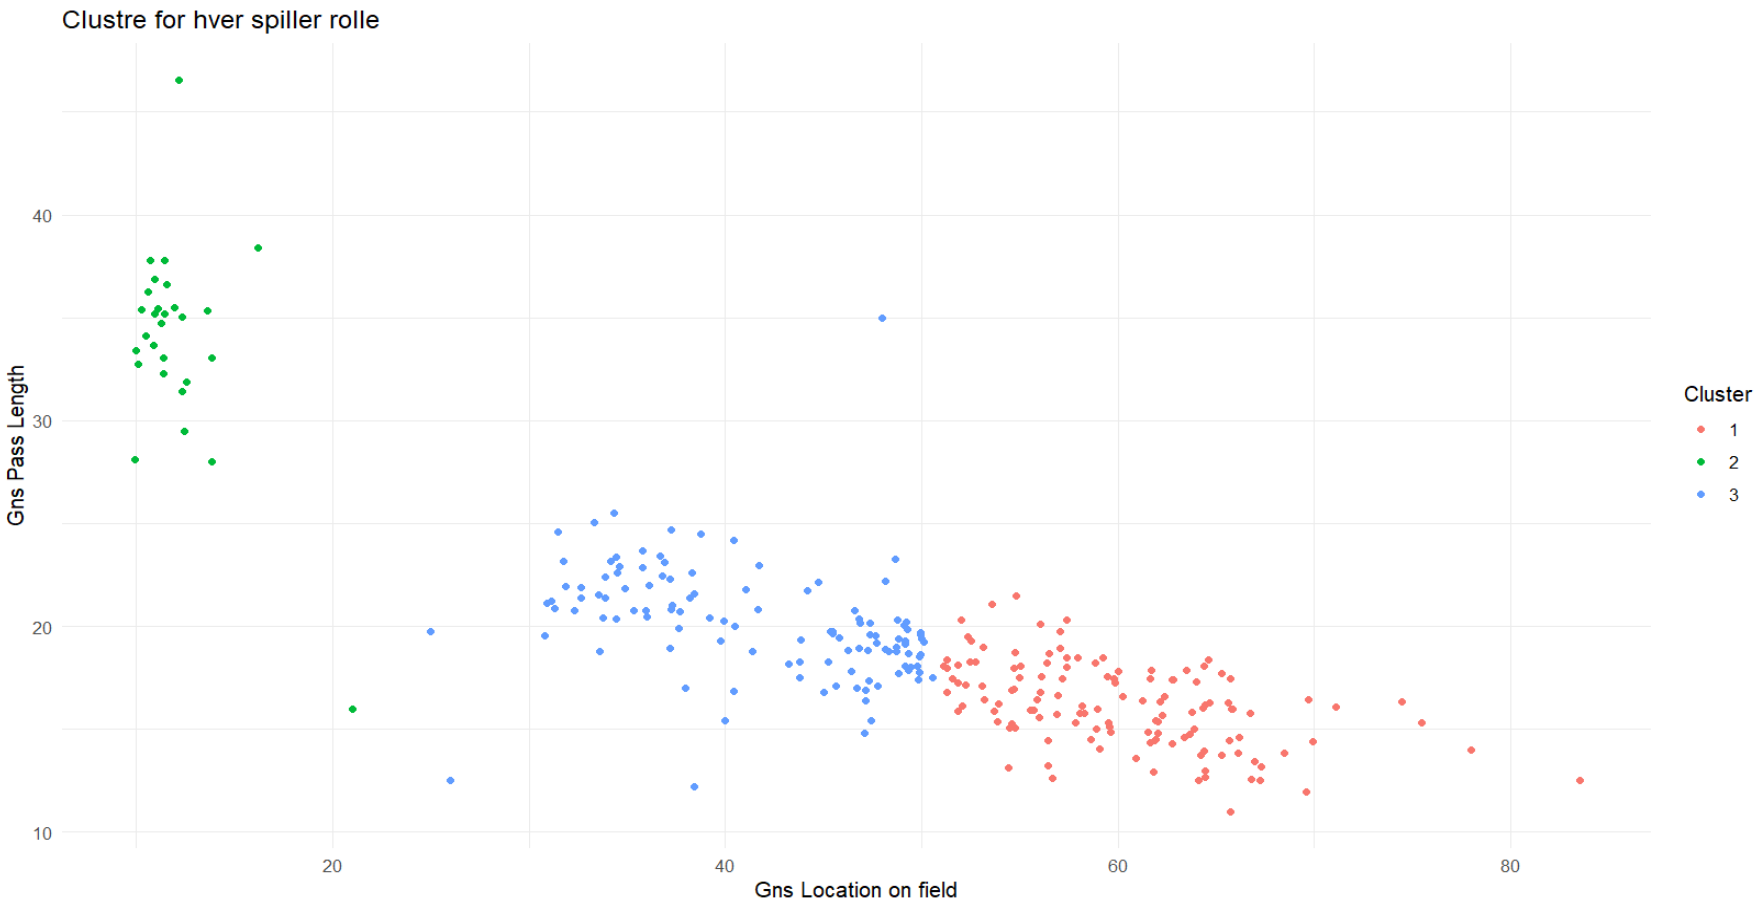 Clustre for hver spiller rolle
Gns Pass Length
40
30
20
10
20
40
60
80
Gns Location on field
Cluster
1
2
3